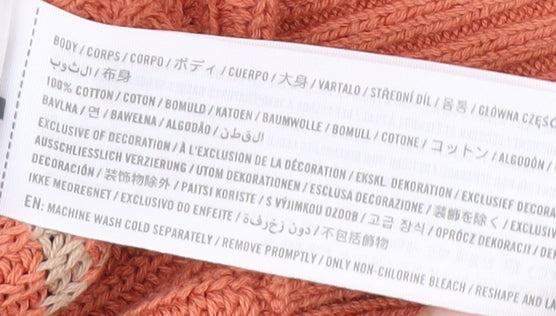 BODY / CORPS / CORPO / ボディ / CUERPO / 大身 / VARTALO / STŘEDNÍ DÍL / 몸통 / GŁÓWNA CZĘŚĆ
الثوب / 布身
100% COTTON / COTON / BOMULD / KATOEN / BAUMWOLLE / BOMULL / COTONE / コットン / ALGODÓN /
BAVLNA / 면 / BAWEŁNA / ALGODÃO / القطن
EXCLUSIVE OF DECORATION / À L'EXCLUSION DE LA DÉCORATION / EKSKL. DEKORATION / EXCLUSIEF DECORATIE
AUSSCHLIESSLICH VERZIERUNG / UTOM DEKORATIONEN / ESCLUSA DECORAZIONE / 装飾を除く / EXCLUSIV
DECORACIÓN / 装饰物除外 / PAITSI KORISTE / S VÝJIMKOU OZDOB / 고급 장식 / OPRÓCZ DEKORACJI /
IKKE MEDREGNET / EXCLUSIVO DO ENFEITE / دون زخرفة / 不包括飾物
EN: MACHINE WASH COLD SEPARATELY / REMOVE PROMPTLY / ONLY NON-CHLORINE BLEACH / RESHAPE AND